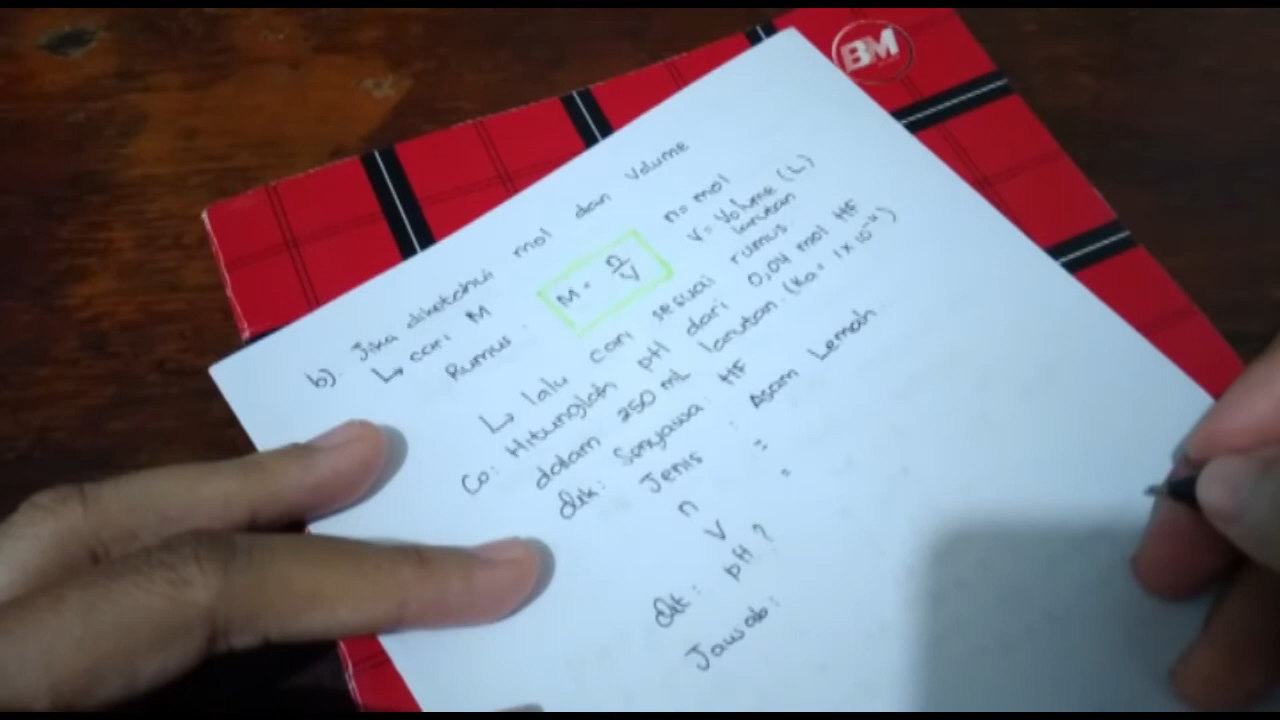 BM
b). Jika diketahui mol dan Volume
↳ cari M
Rumus : M = n/V n = mol
V = Volume (L)
larutan
↳ lalu cari sesuai rumus
Co: Hitunglah pH dari 0,04 mol HF
dalam 250 mL larutan. (Ka = 1 x 10⁻⁴)
dik: Senyawa : HF
Jenis : Asam Lemah
n =
V =
dit : pH ?
Jawab :